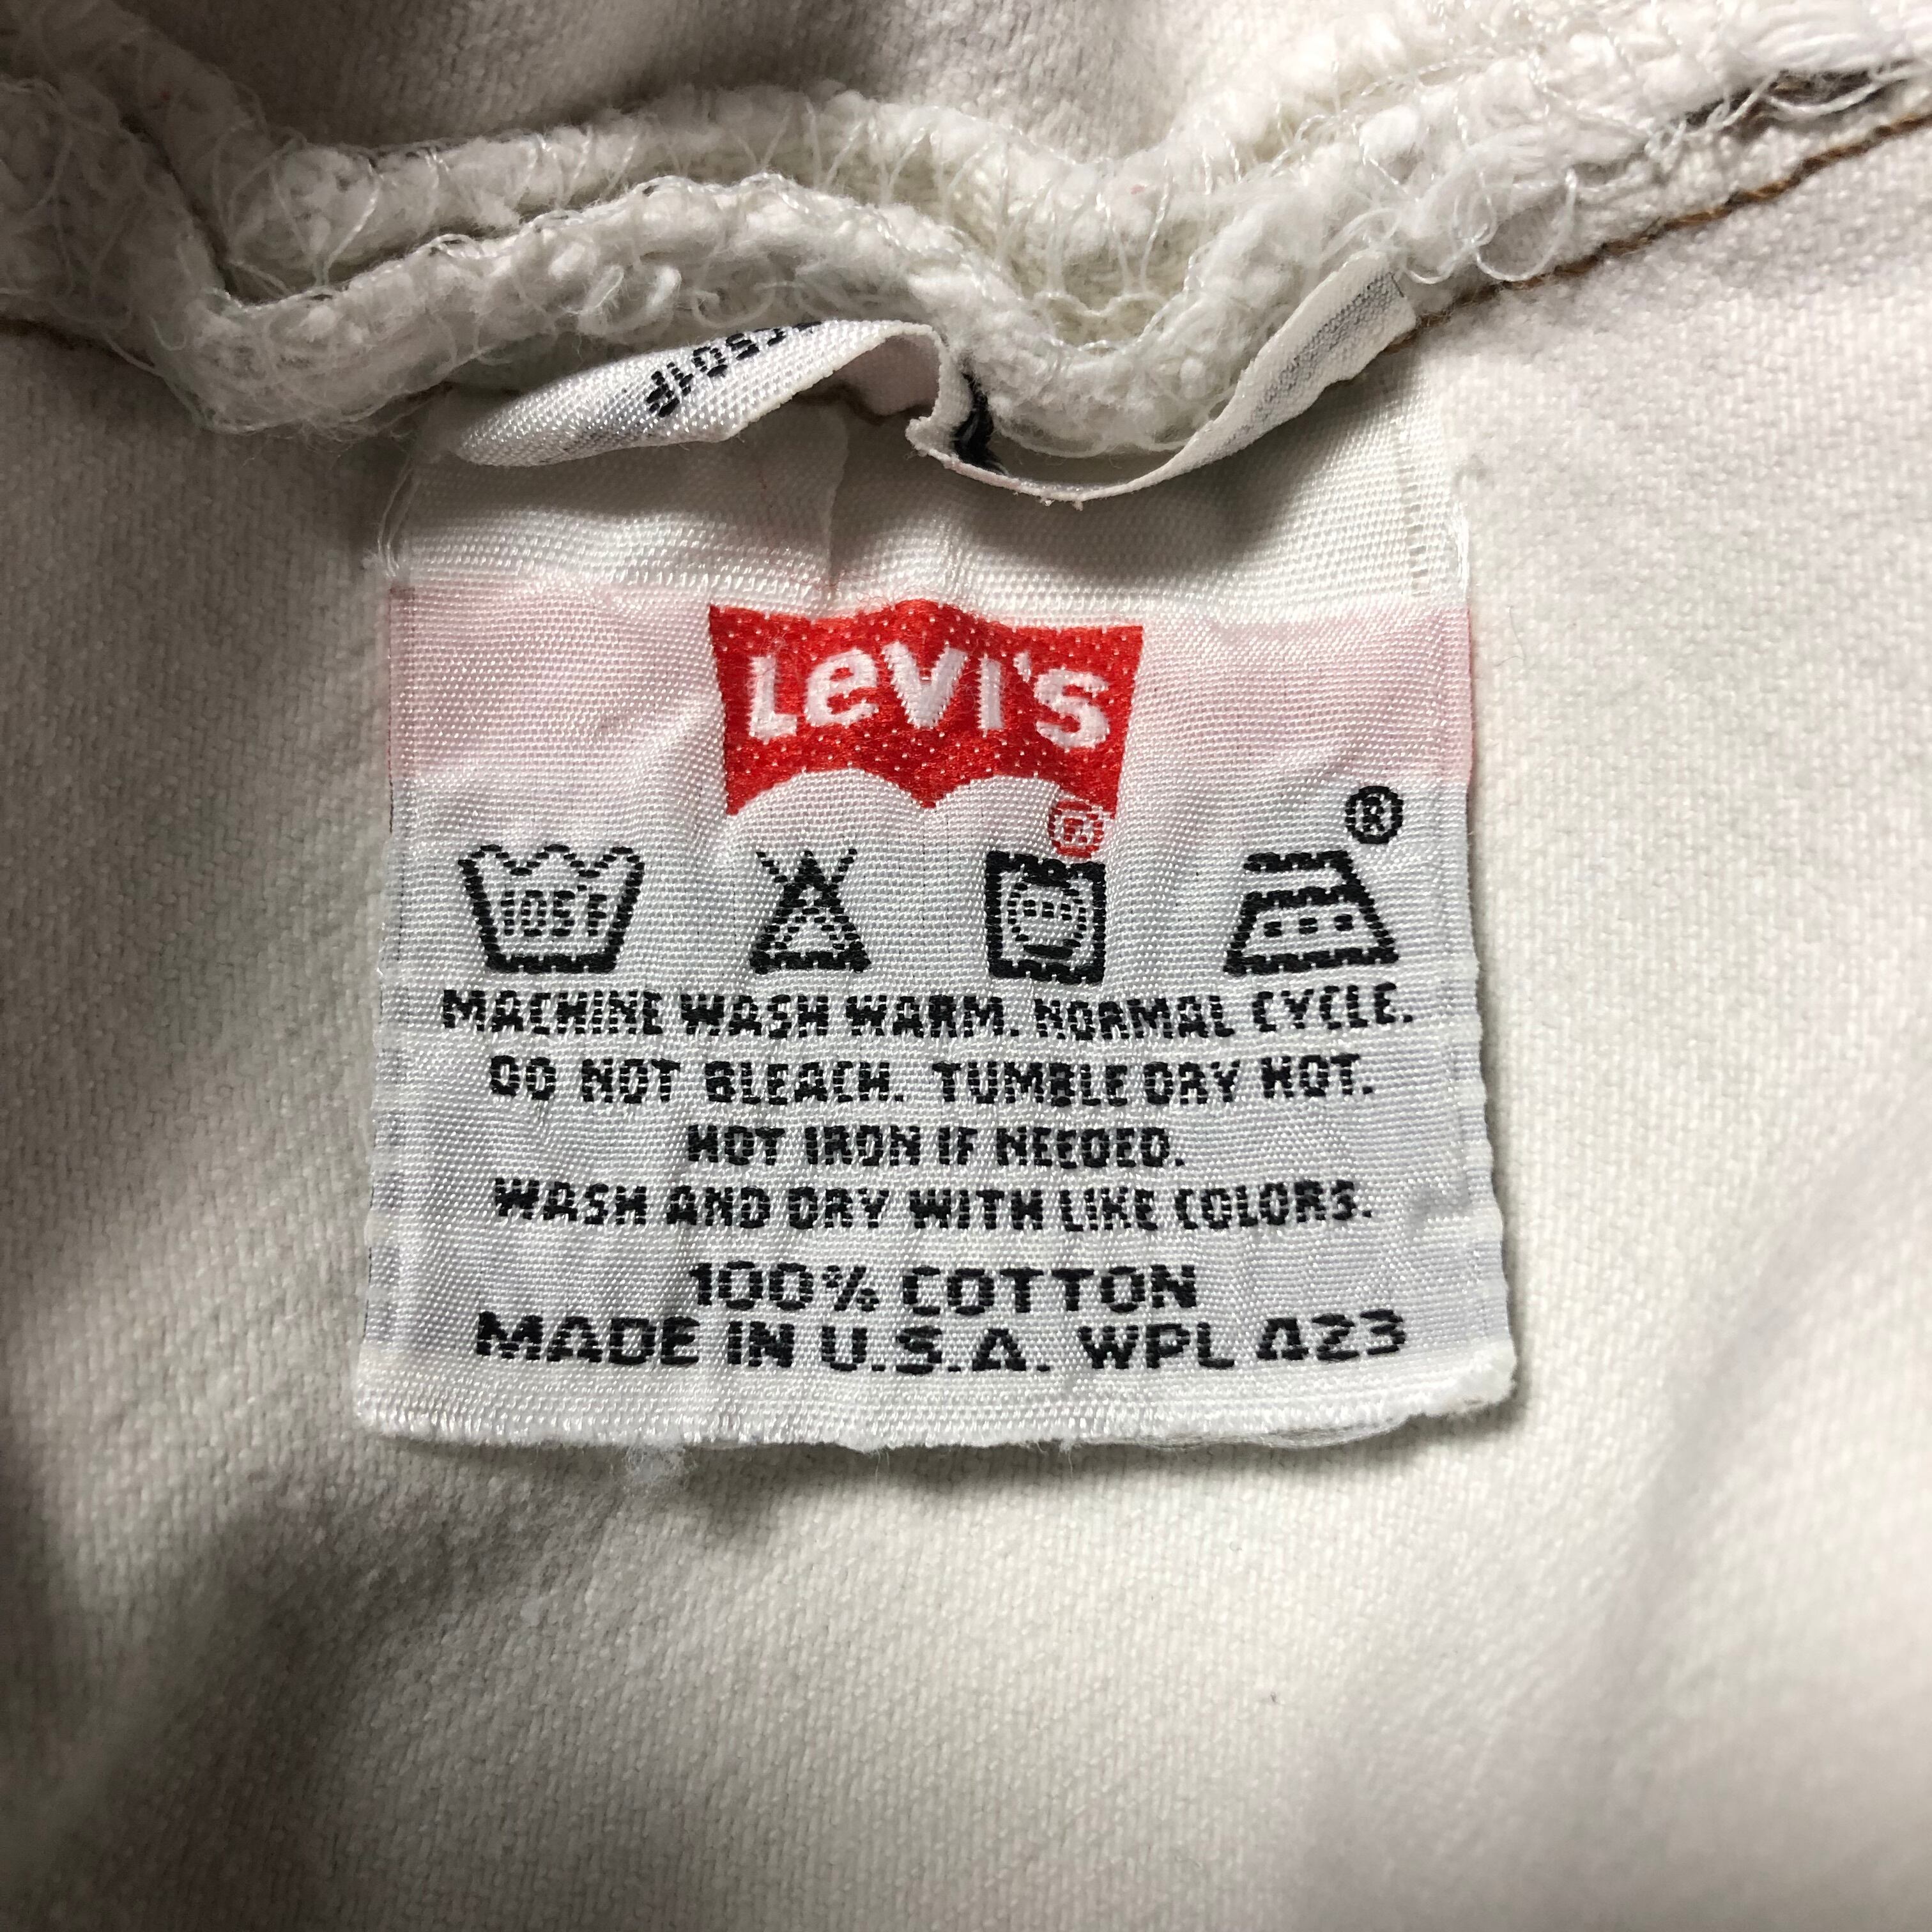 LEVI'S
®
®
105°F
MACHINE WASH WARM. NORMAL CYCLE.
DO NOT BLEACH. TUMBLE DRY HOT.
HOT IRON IF NEEDED.
WASH AND DRY WITH LIKE COLORS.
100% COTTON
MADE IN U.S.A. WPL 423